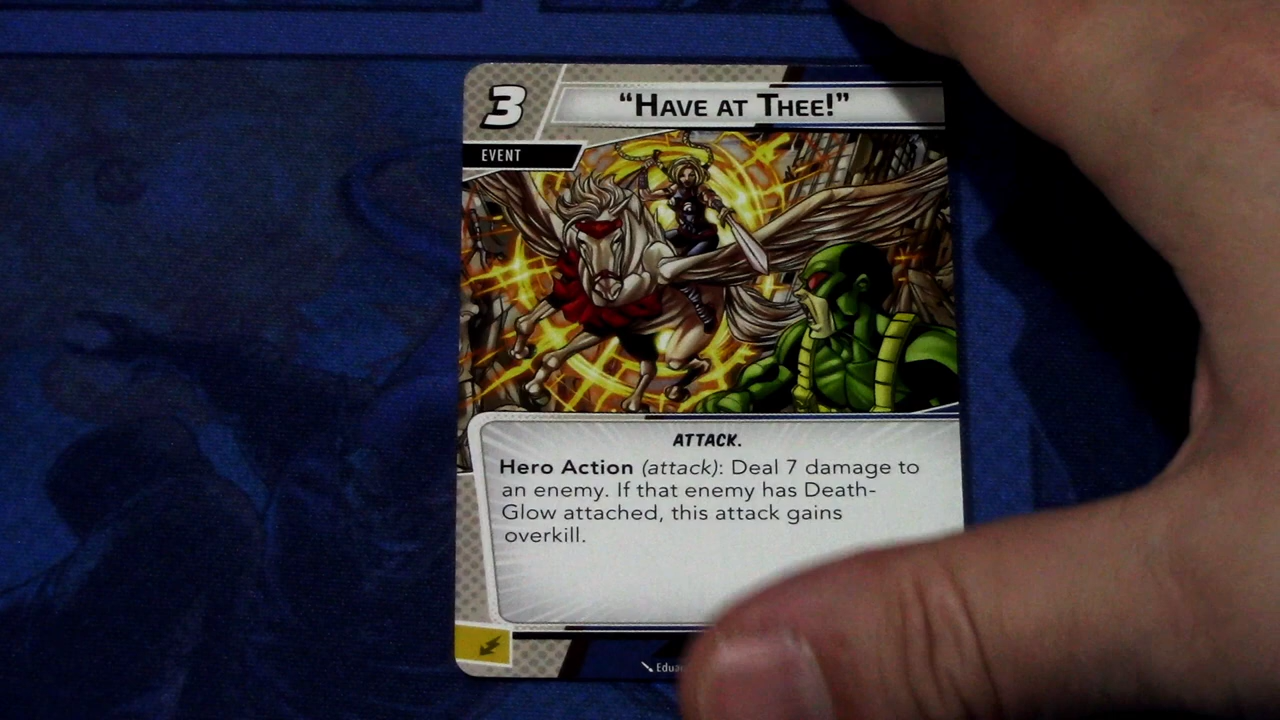 3
“HAVE AT THEE!”
EVENT
ATTACK.
Hero Action (attack): Deal 7 damage to
an enemy. If that enemy has Death-
Glow attached, this attack gains
overkill.